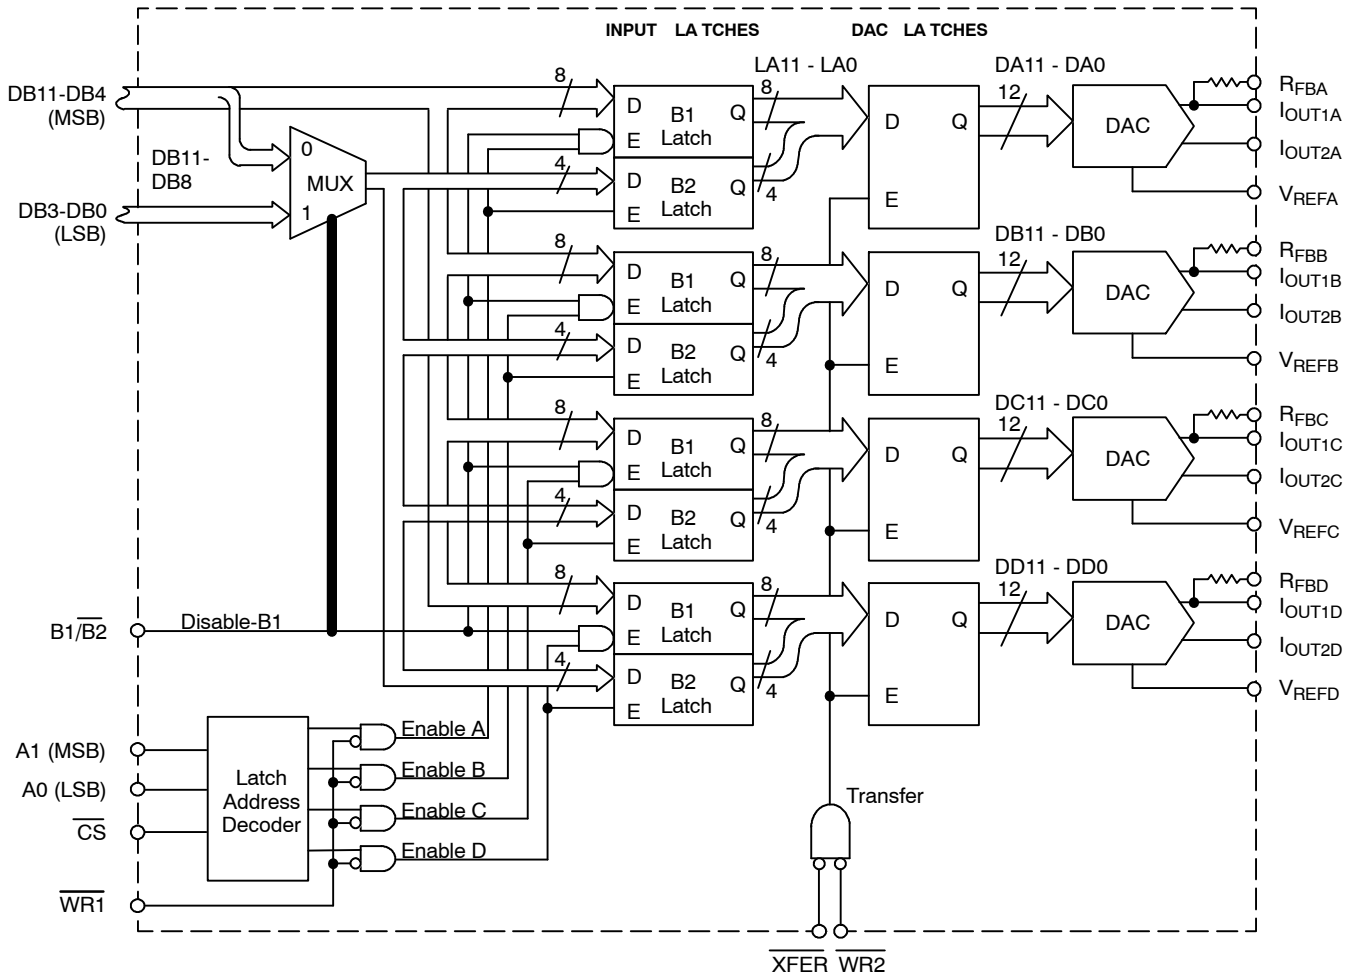 INPUT LA TCHES DAC LA TCHES
DB11-DB4
(MSB)
8
D
E
B1
Latch
Q
8
LA11 - LA0
D
Q
E
12
DA11 - DA0
DAC
RFBA
IOUT1A
IOUT2A
VREFA
DB11-
DB8
0
MUX
1
4
D
E
B2
Latch
Q
4
DB3-DB0
(LSB)
8
D
E
B1
Latch
Q
8
D
Q
E
12
DB11 - DB0
DAC
RFBB
IOUT1B
IOUT2B
VREFB
4
D
E
B2
Latch
Q
4
8
D
E
B1
Latch
Q
8
D
Q
E
12
DC11 - DC0
DAC
RFBC
IOUT1C
IOUT2C
VREFC
4
D
E
B2
Latch
Q
4
8
D
E
B1
Latch
Q
8
D
Q
E
12
DD11 - DD0
DAC
RFBD
IOUT1D
IOUT2D
VREFD
B1/B2
Disable-B1
4
D
E
B2
Latch
Q
4
A1 (MSB)
A0 (LSB)
CS
WR1
Latch
Address
Decoder
Enable A
Enable B
Enable C
Enable D
Transfer
XFER WR2